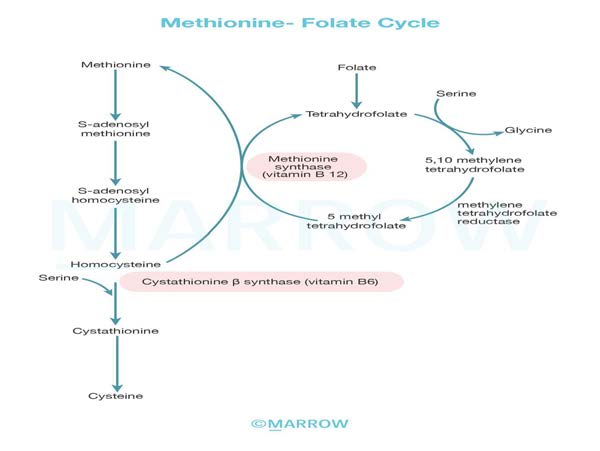 Methionine- Folate Cycle
Methionine
Folate
Serine
S-adenosyl
methionine
Tetrahydrofolate
Glycine
Methionine
synthase
(vitamin B 12)
5,10 methylene
tetrahydrofolate
S-adenosyl
homocysteine
5 methyl
tetrahydrofolate
methylene
tetrahydrofolate
reductase
MARROW
Homocysteine
Serine
Cystathionine β synthase (vitamin B6)
Cystathionine
Cysteine
©MARROW